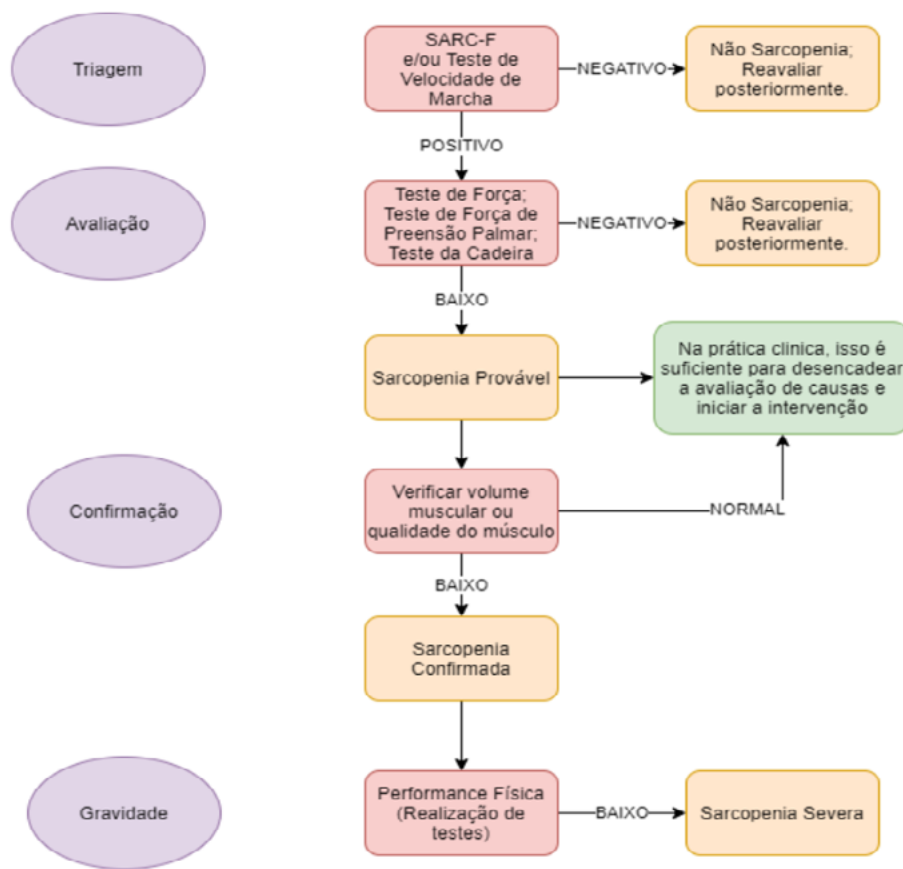 Triagem
SARC-F
e/ou Teste de
Velocidade de
Marcha
NEGATIVO
Não Sarcopenia;
Reavaliar
posteriormente.
POSITIVO
Avaliação
Teste de Força;
Teste de Força de
Preensão Palmar;
Teste da Cadeira
NEGATIVO
Não Sarcopenia;
Reavaliar
posteriormente.
BAIXO
Sarcopenia Provável
Na prática clinica, isso é
suficiente para desencadear
a avaliação de causas e
iniciar a intervenção
Confirmação
Verificar volume
muscular ou
qualidade do músculo
NORMAL
BAIXO
Sarcopenia
Confirmada
Gravidade
Performance Física
(Realização de
testes)
BAIXO
Sarcopenia Severa